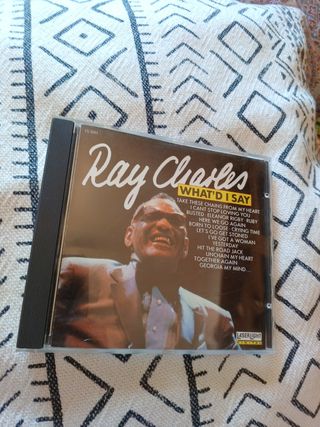 Ray Charles
WHAT'D I SAY
TAKE THESE CHAINS FROM MY HEART
I CAN'T STOP LOVING YOU
BUSTED · ELEANOR RIGBY · RUBY
HERE WE GO AGAIN
BORN TO LOOSE · CRYING TIME
LET'S GO GET STONED
I'VE GOT A WOMAN
YESTERDAY
HIT THE ROAD JACK
UNCHAIN MY HEART
TOGETHER AGAIN
GEORGIA MY MIND...
LASERLIGHT
DIGITAL